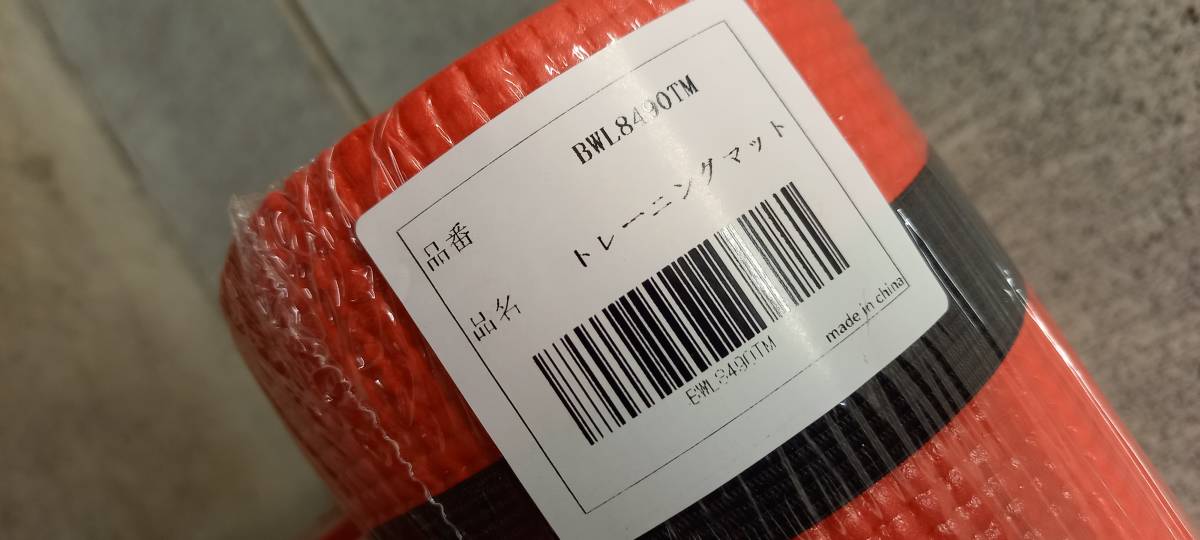 品番 BWL8490TM
品名 トレーニングマット
BWL8490TM
made in china